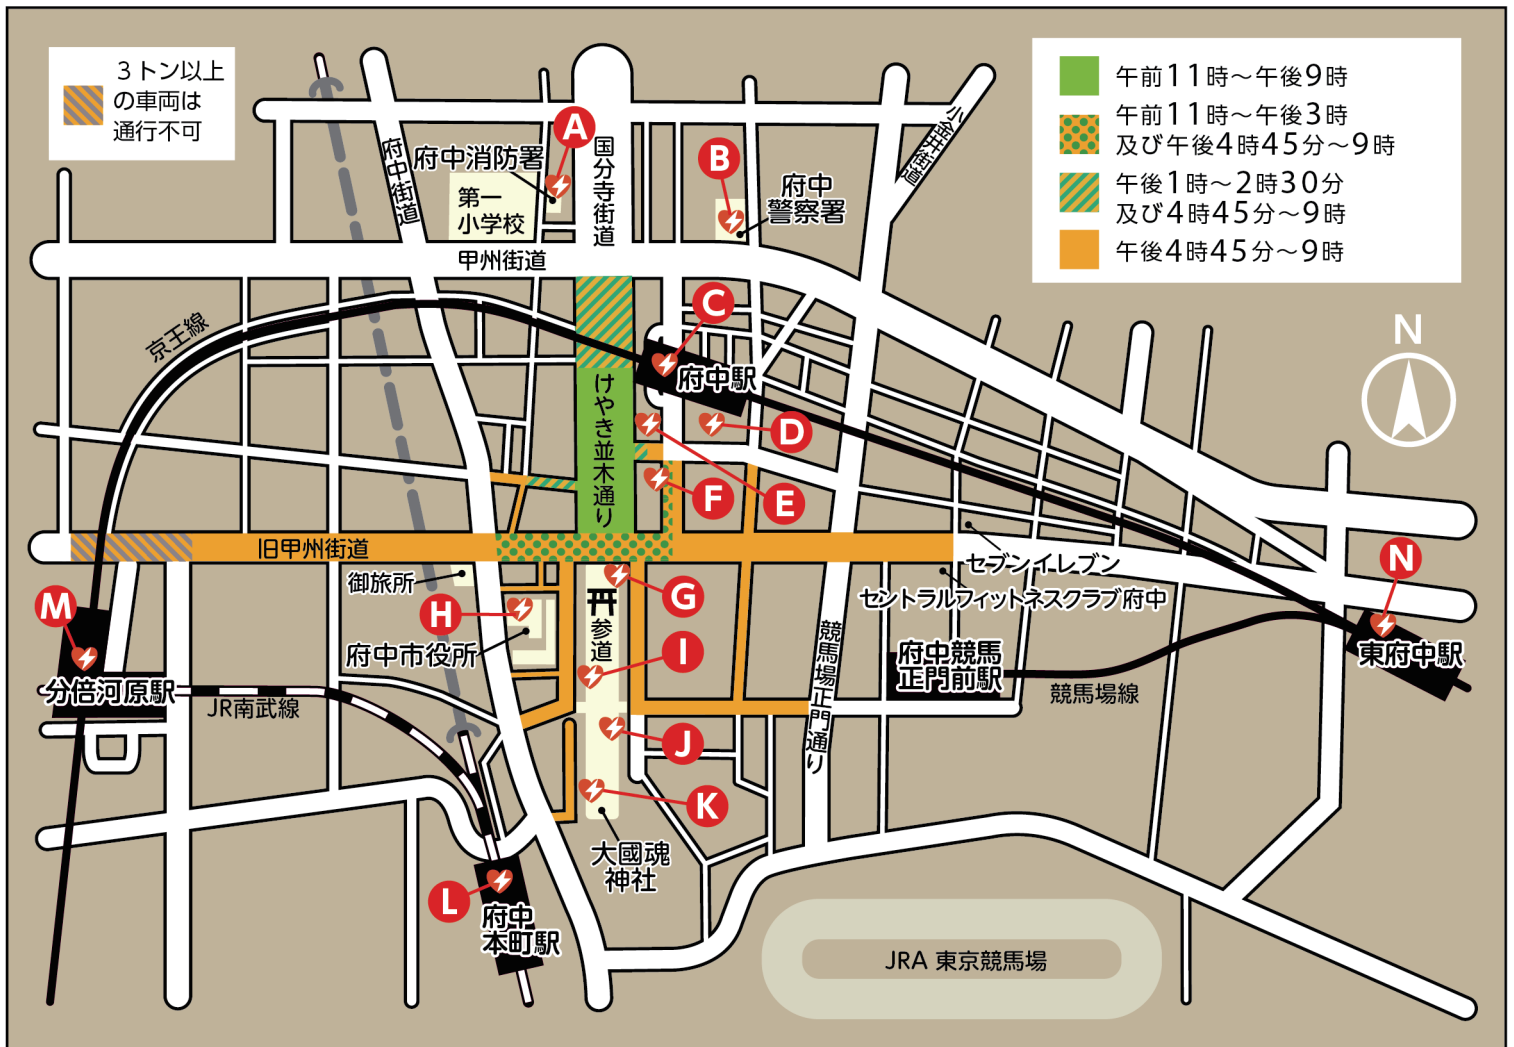 3トン以上
の車両は
通行不可
午前11時～午後9時
午前11時～午後3時
及び午後4時45分～9時
午後1時～2時30分
及び4時45分～9時
午後4時45分～9時
A
B
府中街道
府中消防署
国分寺街道
小金井街道
第一
小学校
府中
警察署
甲州街道
京王線
C
府中駅
N
けやき並木通り
D
E
F
旧甲州街道
セブンイレブン
セントラルフィットネスクラブ府中
御旅所
G
H
M
N
参道
府中市役所
I
競馬場正門通り
府中競馬
正門前駅
東府中駅
分倍河原駅
JR南武線
競馬場線
J
K
大國魂
神社
L
府中
本町駅
JRA 東京競馬場